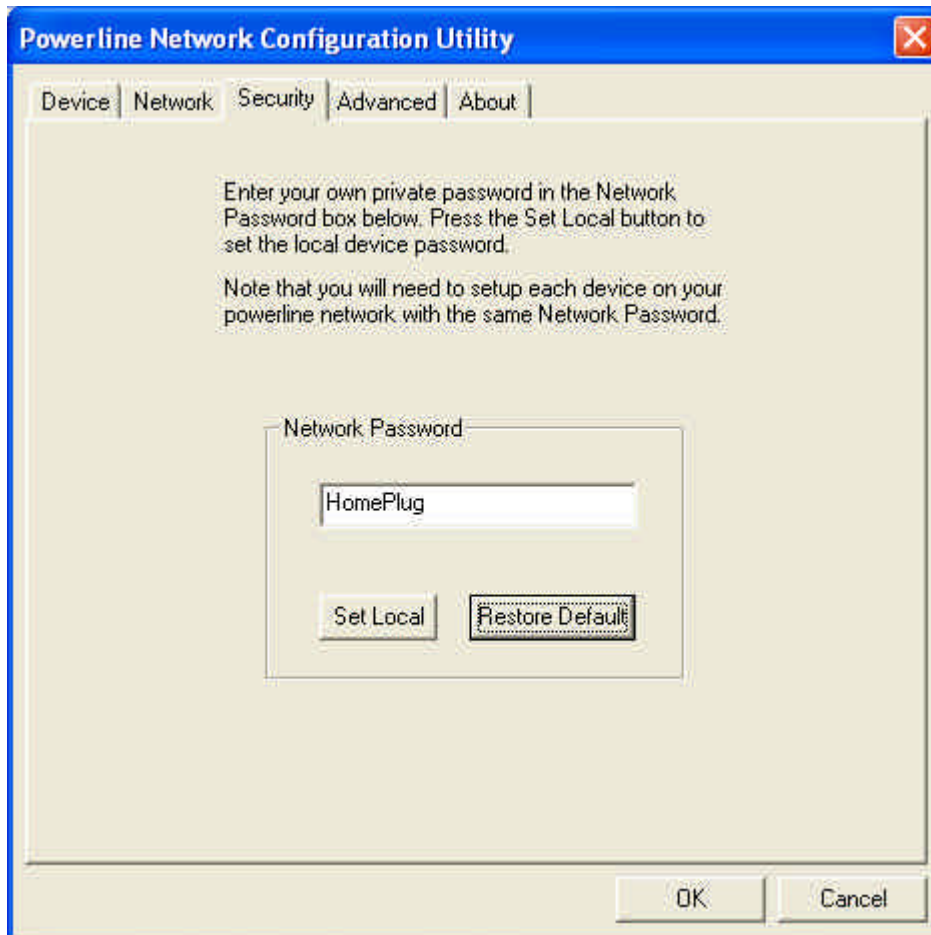 Powerline Network Configuration Utility
Device Network Security Advanced About
Enter your own private password in the Network
Password box below. Press the Set Local button to
set the local device password.
Note that you will need to setup each device on your
powerline network with the same Network Password.
Network Password
HomePlug
Set Local Restore Default
OK Cancel